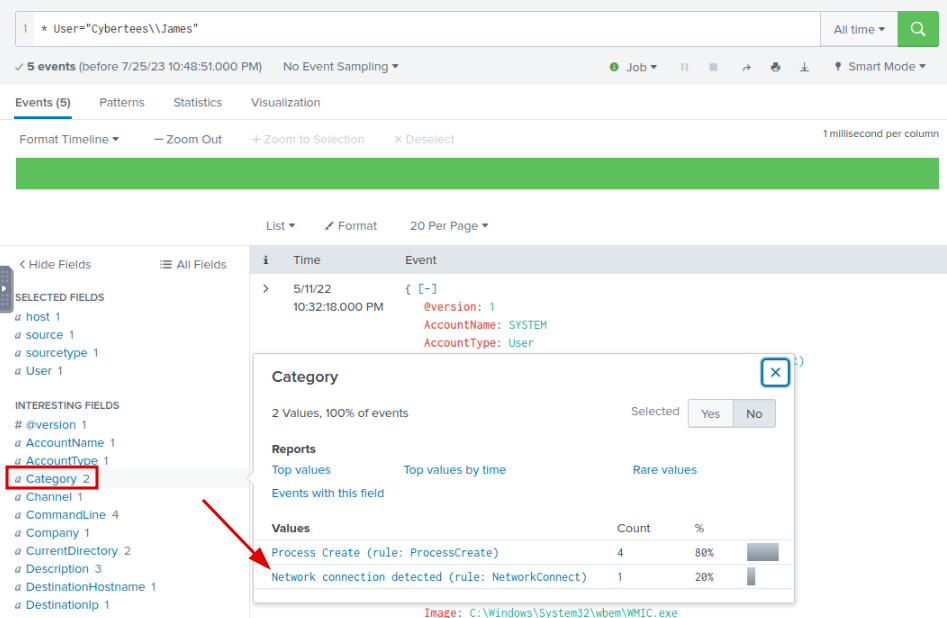 1 * User="Cybertees\\James" All time
5 events (before 7/25/23 10:48:51.000 PM) No Event Sampling Job Smart Mode
Events (5) Patterns Statistics Visualization
Format Timeline — Zoom Out + Zoom to Selection × Deselect 1 millisecond per column
List Format 20 Per Page
< Hide Fields All Fields i Time Event
SELECTED FIELDS
a host 1
a source 1
a sourcetype 1
a User 1
INTERESTING FIELDS
# @version 1
a AccountName 1
a AccountType 1
a Category 2
a Channel 1
a CommandLine 4
a Company 1
a CurrentDirectory 2
a Description 3
a DestinationHostname 1
a DestinationIp 1
> 5/11/22 { [-]
10:32:18.000 PM @version: 1
AccountName: SYSTEM
AccountType: User
:)
Category ×
2 Values, 100% of events Selected Yes No
Reports
Top values Top values by time Rare values
Events with this field
Values Count %
Process Create (rule: ProcessCreate) 4 80%
Network connection detected (rule: NetworkConnect) 1 20%
Image: C:\Windows\System32\wbem\WMIC.exe